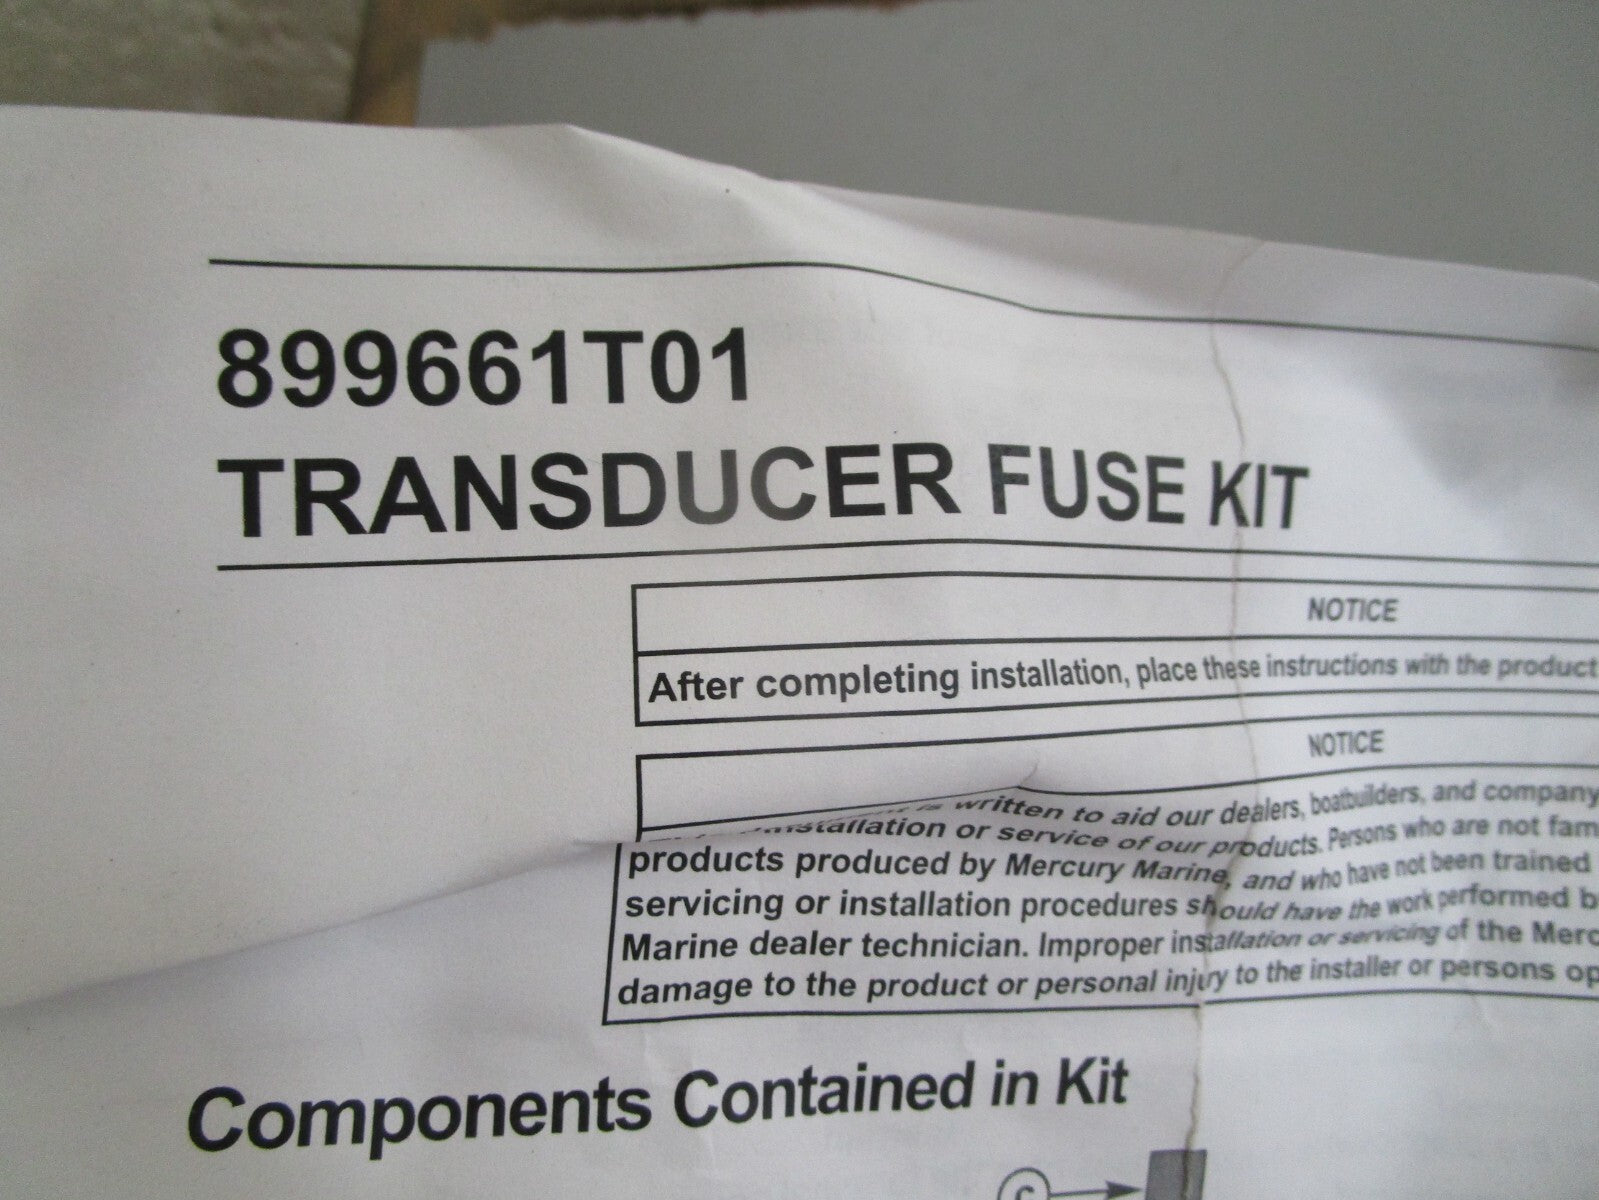 899661T01
TRANSDUCER FUSE KIT
NOTICE
After completing installation, place these instructions with the product
NOTICE
is written to aid our dealers, boatbuilders, and company
installation or service of our products. Persons who are not fam
products produced by Mercury Marine, and who have not been trained
servicing or installation procedures should have the work performed b
Marine dealer technician. Improper installation or servicing of the Merc
damage to the product or personal injury to the installer or persons op
Components Contained in Kit
C